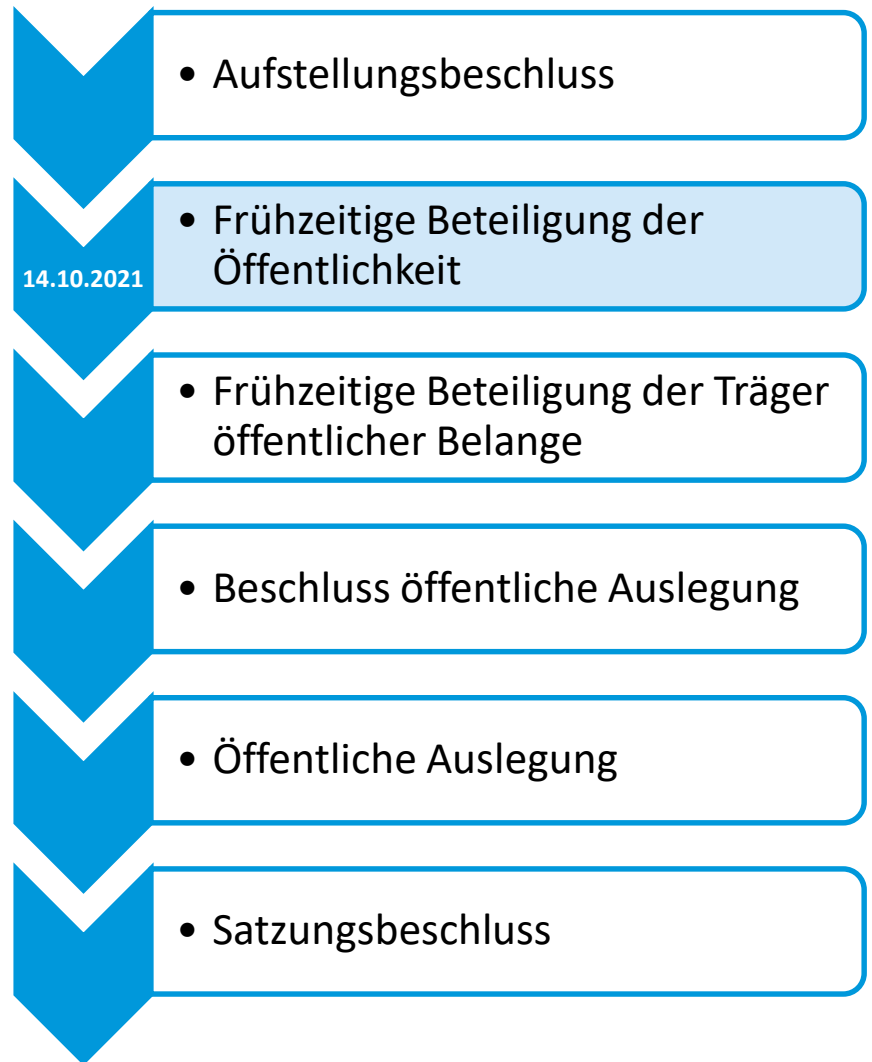 • Aufstellungsbeschluss
14.10.2021
• Frühzeitige Beteiligung der
Öffentlichkeit
• Frühzeitige Beteiligung der Träger
öffentlicher Belange
• Beschluss öffentliche Auslegung
• Öffentliche Auslegung
• Satzungsbeschluss